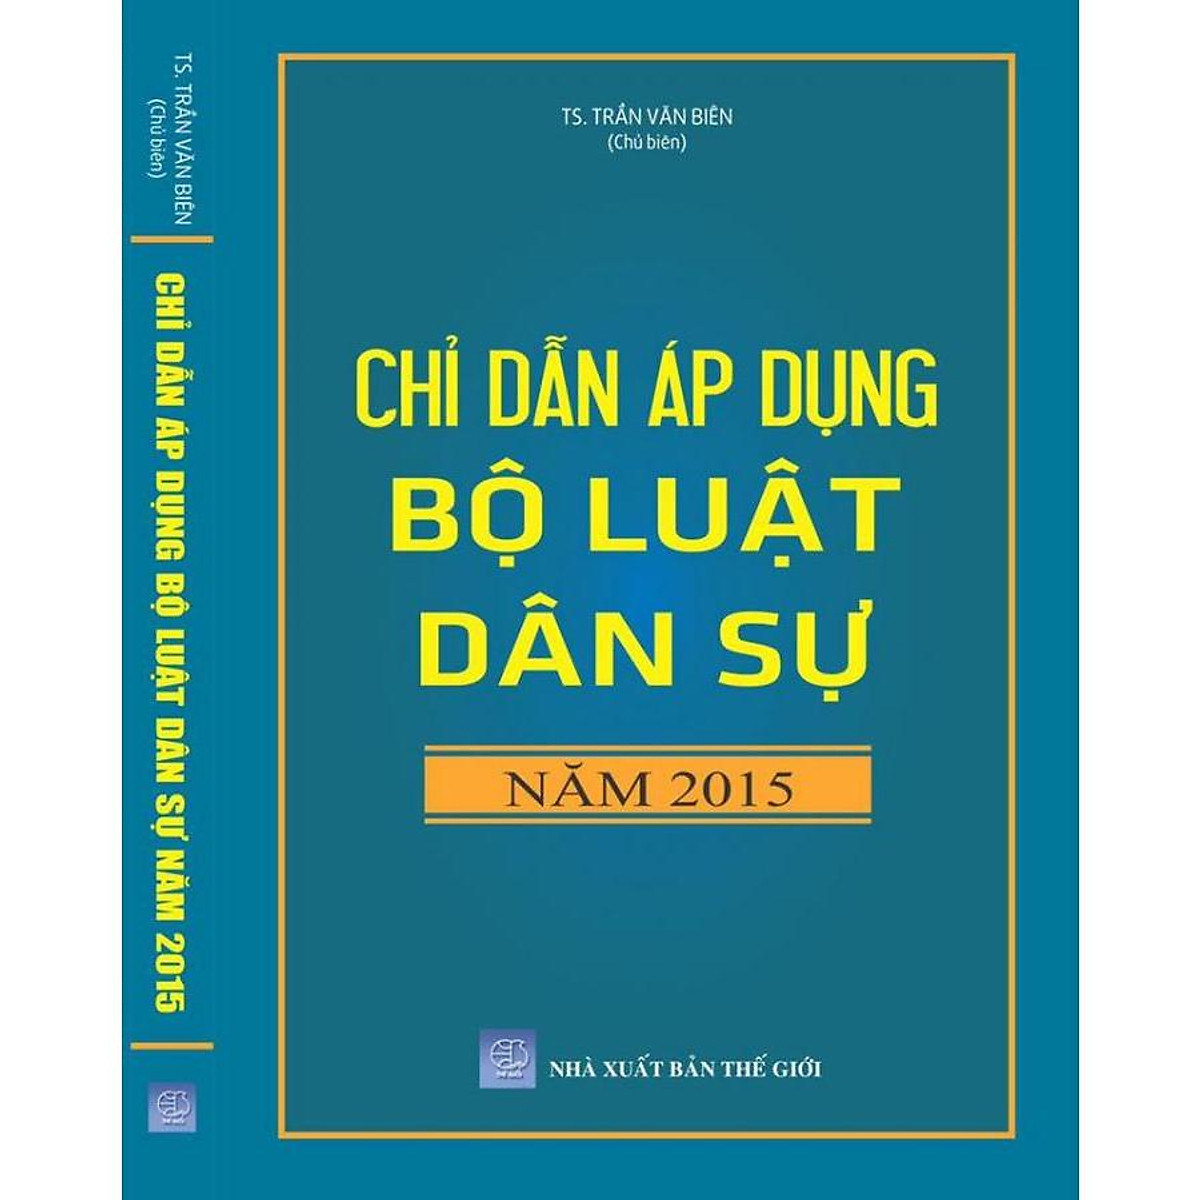 TS. TRẦN VĂN BIÊN
(Chủ biên)
CHỈ DẪN ÁP DỤNG BỘ LUẬT DÂN SỰ NĂM 2015
TS. TRẦN VĂN BIÊN
(Chủ biên)
CHỈ DẪN ÁP DỤNG
BỘ LUẬT
DÂN SỰ
NĂM 2015
NHÀ XUẤT BẢN THẾ GIỚI